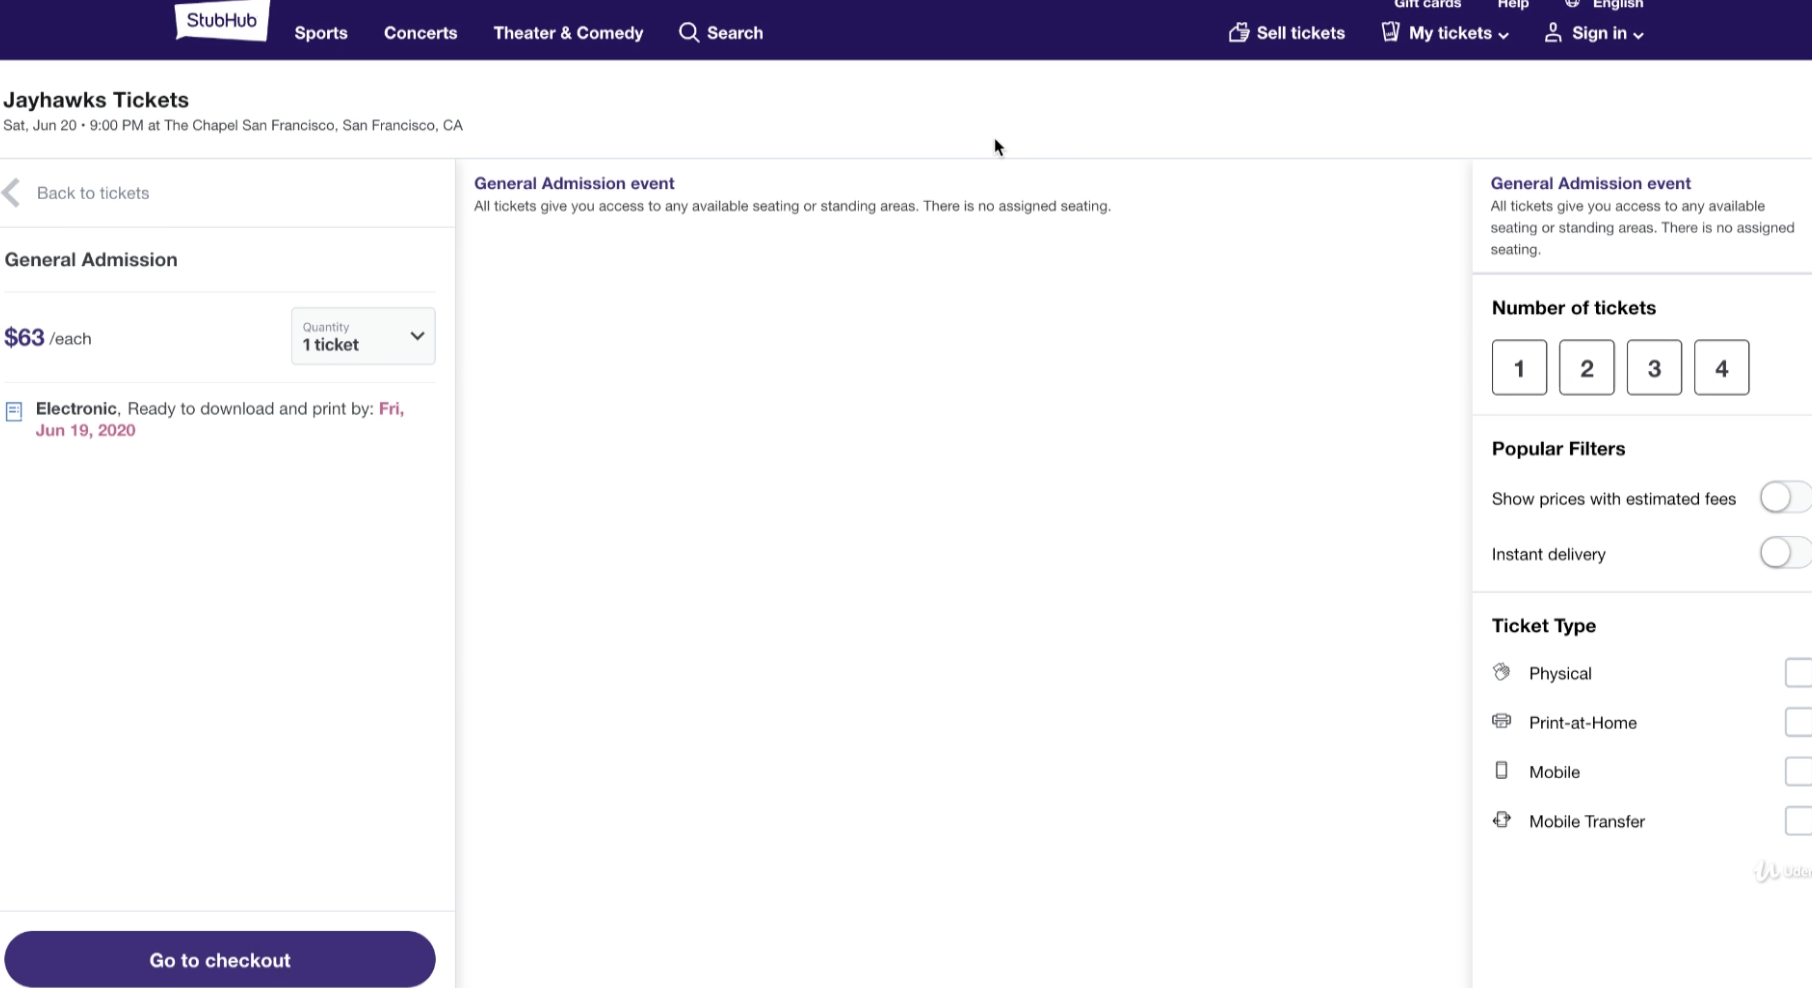 StubHub
Sports
Concerts
Theater & Comedy
Search
Gift cards
Help
English
Sell tickets
My tickets
Sign in
Jayhawks Tickets
Sat, Jun 20 • 9:00 PM at The Chapel San Francisco, San Francisco, CA
Back to tickets
General Admission
$63 /each
Quantity
1 ticket
Electronic, Ready to download and print by: Fri,
Jun 19, 2020
Go to checkout
General Admission event
All tickets give you access to any available seating or standing areas. There is no assigned seating.
General Admission event
All tickets give you access to any available
seating or standing areas. There is no assigned
seating.
Number of tickets
1 2 3 4
Popular Filters
Show prices with estimated fees
Instant delivery
Ticket Type
Physical
Print-at-Home
Mobile
Mobile Transfer